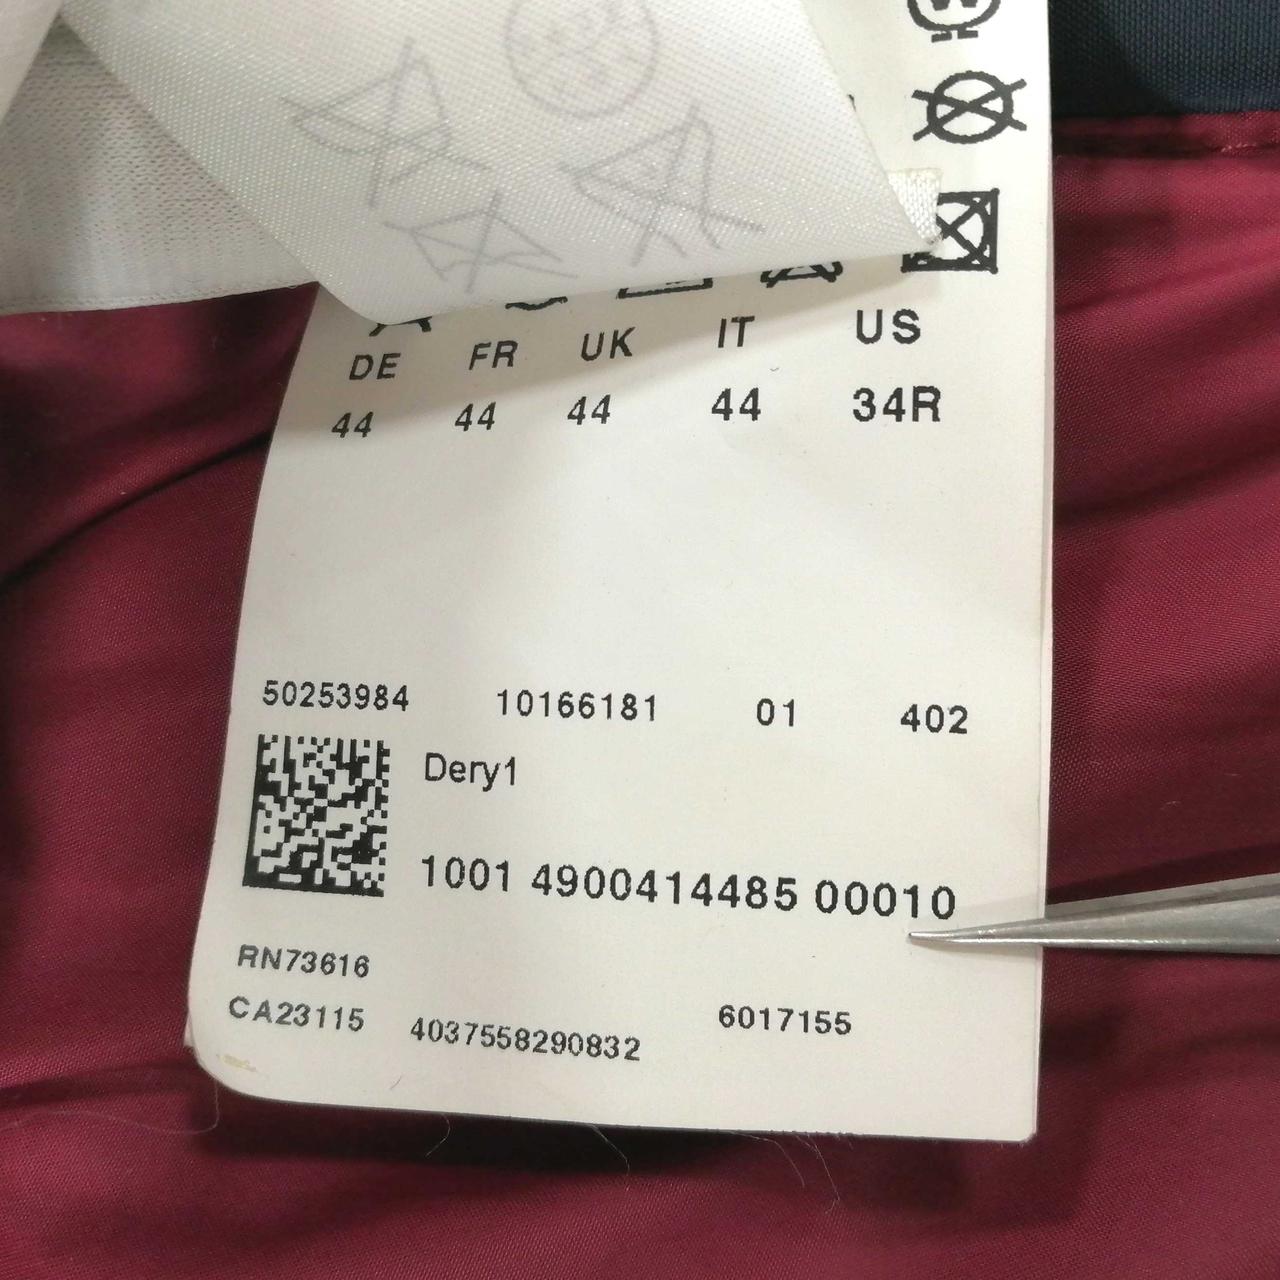 DE FR UK IT US
44 44 44 44 34R
50253984 10166181 01 402
Dery1
1001 4900414485 00010
RN73616
CA23115 4037558290832 6017155